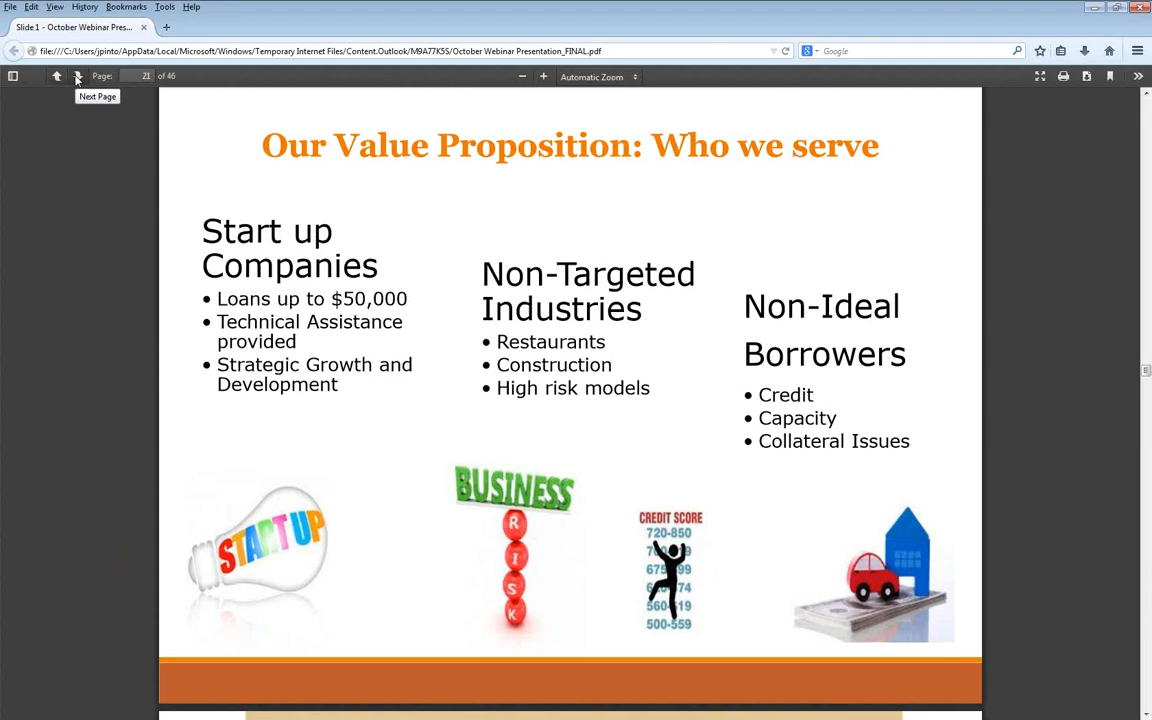 File Edit View History Bookmarks Tools Help
Slide 1 - October Webinar Pres...
file:///C:/Users/jpinto/AppData/Local/Microsoft/Windows/Temporary Internet Files/Content.Outlook/M9A77K5S/October Webinar Presentation_FINAL.pdf
Google
Page: 21 of 46
Automatic Zoom
Next Page
Our Value Proposition: Who we serve
Start up
Companies
• Loans up to $50,000
• Technical Assistance
provided
• Strategic Growth and
Development
Non-Targeted
Industries
• Restaurants
• Construction
• High risk models
Non-Ideal
Borrowers
• Credit
• Capacity
• Collateral Issues
START UP
BUSINESS
R
I
S
K
CREDIT SCORE
720-850
560-619
500-559